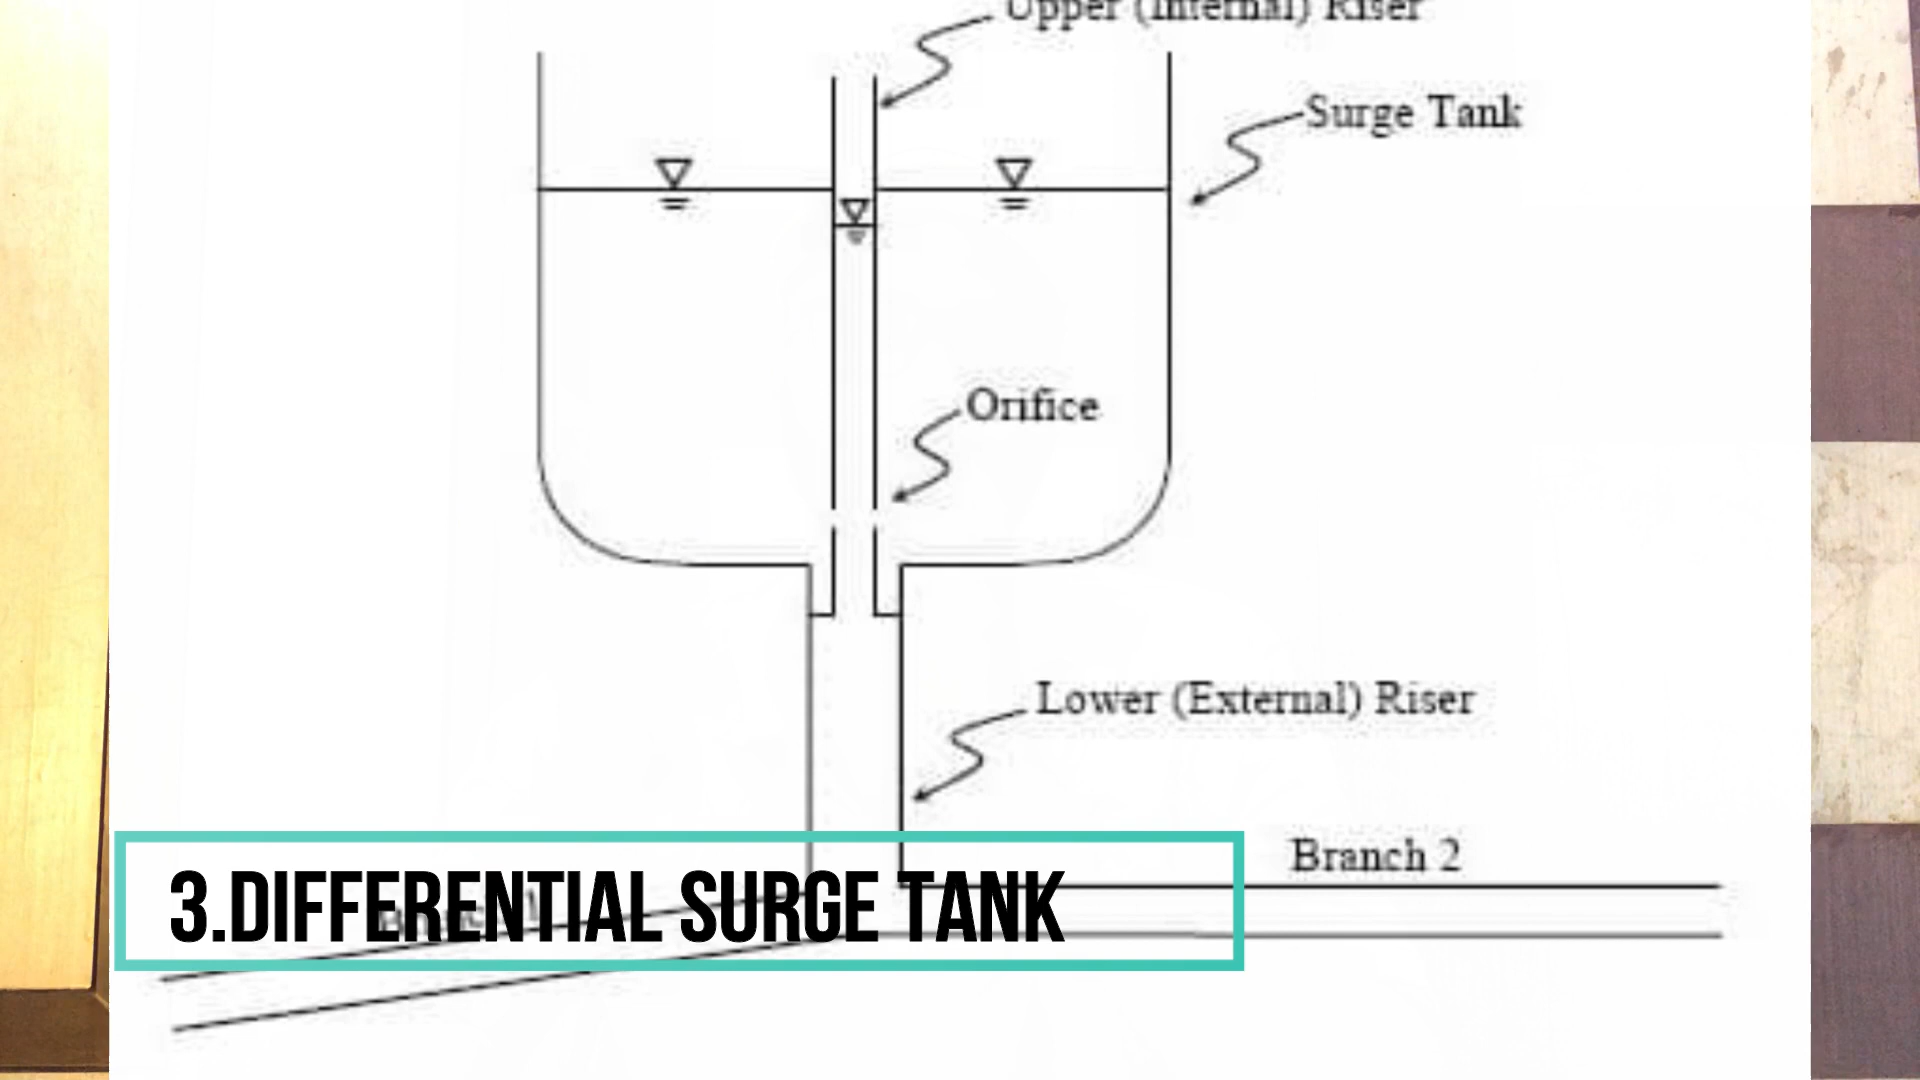 Upper (Internal) Riser
Surge Tank
Orifice
Lower (External) Riser
Branch 2
3.DIFFERENTIAL SURGE TANK